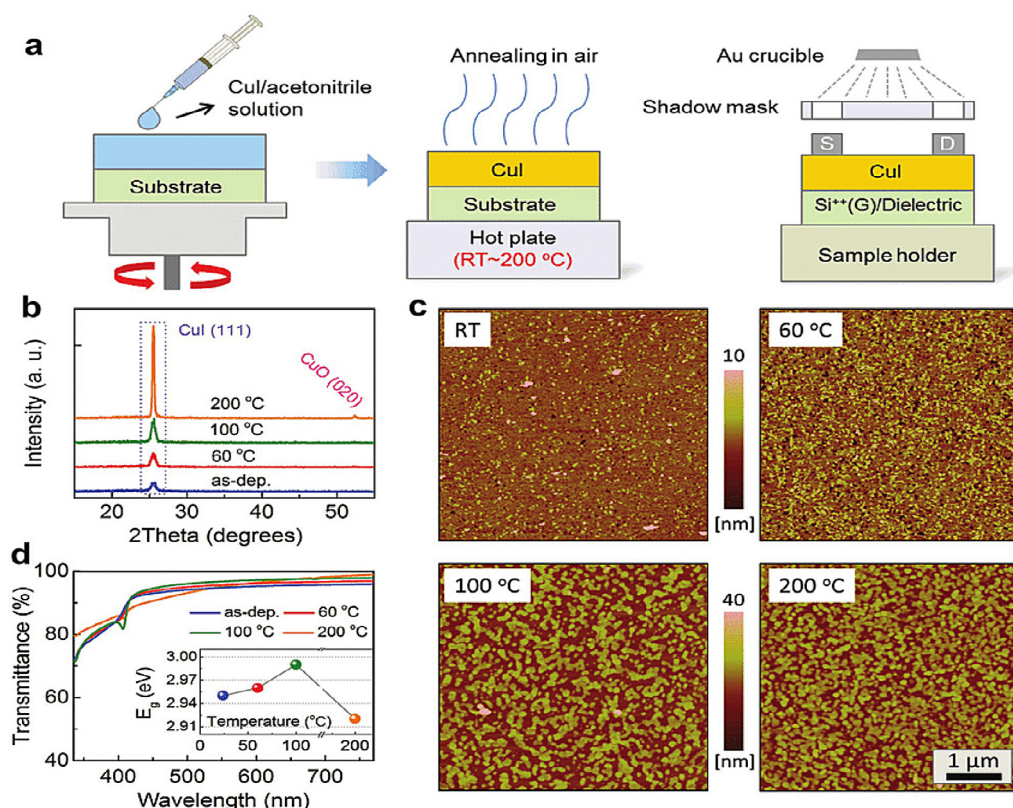 a
CuI/acetonitrile
solution
Substrate
Annealing in air
CuI
Substrate
Hot plate
(RT~200 °C)
Au crucible
Shadow mask
S
D
CuI
Si⁺⁺(G)/Dielectric
Sample holder
b
Intensity (a. u.)
CuI (111)
CuO (020)
200 °C
100 °C
60 °C
as-dep.
20 30 40 50
2Theta (degrees)
c
RT
10
[nm]
60 °C
100 °C
40
[nm]
200 °C
1 µm
d
Transmittance (%)
100
80
60
40
as-dep. 60 °C
100 °C 200 °C
Eg (eV)
3.00
2.97
2.94
2.91
Temperature (°C)
0 50 100 200
400 500 600 700
Wavelength (nm)